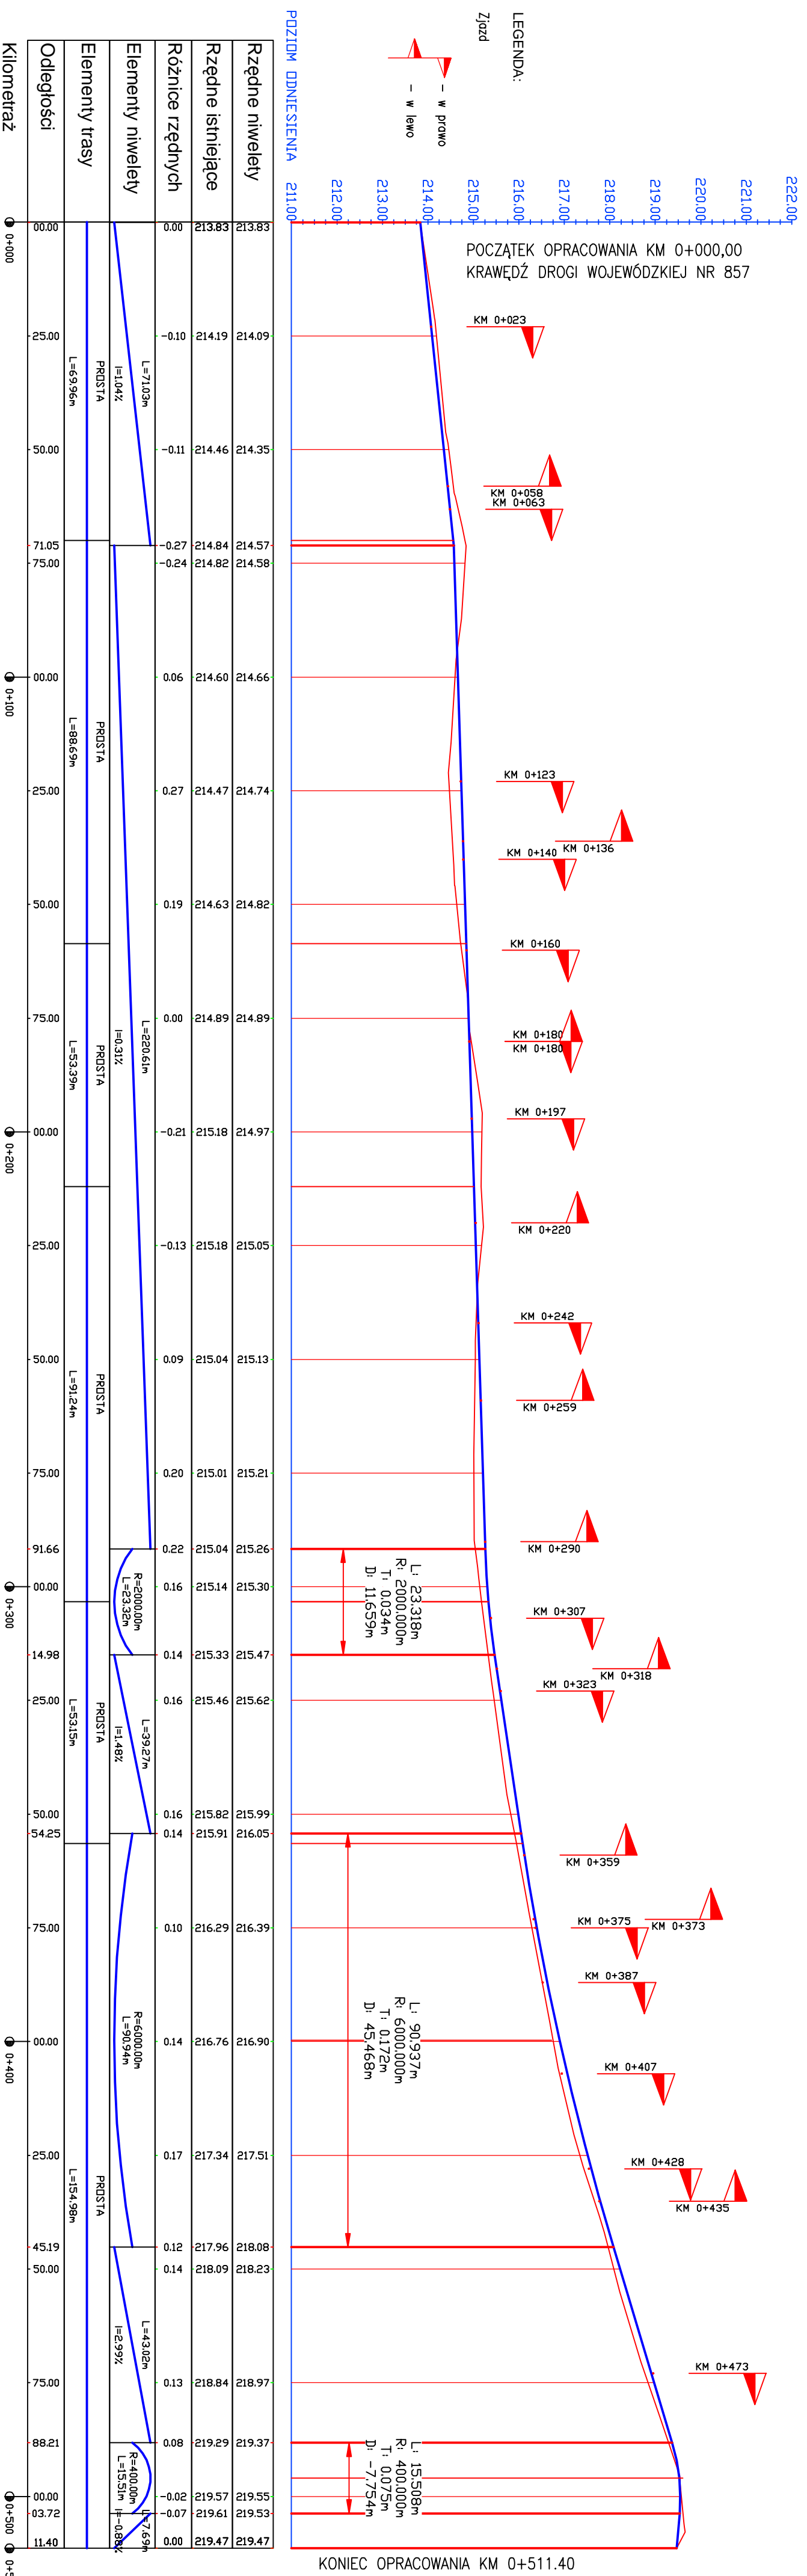 LEGENDA:
Zjazd
– w prawo
– w lewo
POCZĄTEK OPRACOWANIA KM 0+000,00
KRAWĘDŹ DROGI WOJEWÓDZKIEJ NR 857
222.00
221.00
220.00
219.00
218.00
217.00
216.00
215.00
214.00
213.00
212.00
211.00
POZIOM ODNIESIENIA
KM 0+023
KM 0+058
KM 0+063
KM 0+123
KM 0+136
KM 0+140
KM 0+160
KM 0+180
KM 0+180
KM 0+197
KM 0+220
KM 0+242
KM 0+259
KM 0+290
KM 0+307
KM 0+318
KM 0+323
KM 0+359
KM 0+373
KM 0+375
KM 0+387
KM 0+407
KM 0+428
KM 0+435
KM 0+473
L: 23.318m
R: 2000.000m
T: 0.034m
D: 11.659m
L: 90.937m
R: 6000.000m
T: 0.172m
D: 45.468m
L: 15.508m
R: 400.000m
T: 0.075m
D: -7.754m
KONIEC OPRACOWANIA KM 0+511.40
Rzędne niwelety
213.83 214.09 214.35 214.57 214.58 214.66 214.74 214.82 214.89 214.97 215.05 215.13 215.21 215.26 215.30 215.47 215.62 215.99 216.05 216.39 216.90 217.51 218.08 218.23 218.97 219.37 219.55 219.53 219.47
Rzędne istniejące
213.83 214.19 214.46 214.84 214.82 214.60 214.47 214.63 214.89 215.18 215.18 215.04 215.01 215.04 215.14 215.33 215.46 215.82 215.91 216.29 216.76 217.34 217.96 218.09 218.84 219.29 219.57 219.61 219.47
Różnice rzędnych
0.00 -0.10 -0.11 -0.27 -0.24 0.06 0.27 0.19 0.00 -0.21 -0.13 0.09 0.20 0.22 0.16 0.14 0.16 0.16 0.14 0.10 0.14 0.17 0.12 0.14 0.13 0.08 -0.02 -0.07 0.00
Elementy niwelety
L=71.03m
I=1.04%
L=220.61m
I=0.31%
R=2000.00m
L=23.32m
L=39.27m
I=1.48%
R=6000.00m
L=90.94m
L=43.02m
I=2.99%
R=400.00m
L=15.51m
L=7.69m
I=-0.88%
Elementy trasy
PROSTA
L=69.96m
PROSTA
L=88.69m
PROSTA
L=53.39m
PROSTA
L=91.24m
PROSTA
L=53.15m
PROSTA
L=154.98m
Odległości
00.00 25.00 50.00 71.05 75.00 00.00 25.00 50.00 75.00 00.00 25.00 50.00 75.00 91.66 00.00 14.98 25.00 50.00 54.25 75.00 00.00 25.00 45.19 50.00 75.00 88.21 00.00 03.72 11.40
Kilometraż
0+000 0+100 0+200 0+300 0+400 0+500